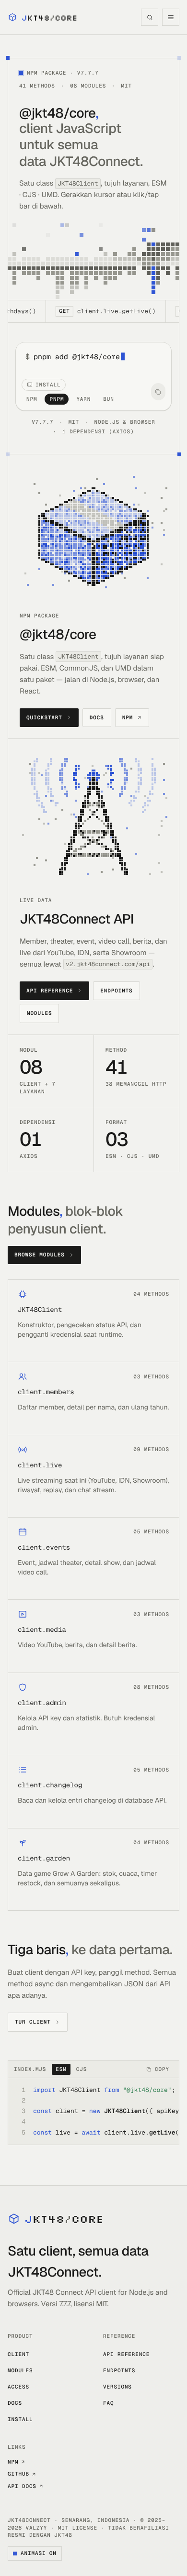 JKT48/CORE
NPM PACKAGE · V7.7.7
41 METHODS · 08 MODULES · MIT
@jkt48/core,
client JavaScript
untuk semua
data JKT48Connect.
Satu class JKT48Client, tujuh layanan, ESM
· CJS · UMD. Gerakkan kursor atau klik/tap
bar di bawah.
thdays()
GET client.live.getLive()
$ pnpm add @jkt48/core
INSTALL
NPM PNPM YARN BUN
V7.7.7 · MIT · NODE.JS & BROWSER
· 1 DEPENDENSI (AXIOS)
NPM PACKAGE
@jkt48/core
Satu class JKT48Client, tujuh layanan siap
pakai. ESM, CommonJS, dan UMD dalam
satu paket — jalan di Node.js, browser, dan
React.
QUICKSTART
DOCS
NPM ↗
LIVE DATA
JKT48Connect API
Member, theater, event, video call, berita, dan
live dari YouTube, IDN, serta Showroom —
semua lewat v2.jkt48connect.com/api.
API REFERENCE
ENDPOINTS
MODULES
MODUL
08
CLIENT + 7
LAYANAN
METHOD
41
38 MEMANGGIL HTTP
DEPENDENSI
01
AXIOS
FORMAT
03
ESM · CJS · UMD
Modules, blok-blok
penyusun client.
BROWSE MODULES
04 METHODS
JKT48Client
Konstruktor, pengecekan status API, dan
pengganti kredensial saat runtime.
03 METHODS
client.members
Daftar member, detail per nama, dan ulang tahun.
09 METHODS
client.live
Live streaming saat ini (YouTube, IDN, Showroom),
riwayat, replay, dan chat stream.
05 METHODS
client.events
Event, jadwal theater, detail show, dan jadwal
video call.
03 METHODS
client.media
Video YouTube, berita, dan detail berita.
08 METHODS
client.admin
Kelola API key dan statistik. Butuh kredensial
admin.
05 METHODS
client.changelog
Baca dan kelola entri changelog di database API.
04 METHODS
client.garden
Data game Grow A Garden: stok, cuaca, timer
restock, dan semuanya sekaligus.
Tiga baris, ke data pertama.
Buat client dengan API key, panggil method. Semua
method async dan mengembalikan JSON dari API
apa adanya.
TUR CLIENT
INDEX.MJS ESM CJS COPY
1 import JKT48Client from "@jkt48/core";
2
3 const client = new JKT48Client({ apiKey
4
5 const live = await client.live.getLive(
JKT48/CORE
Satu client, semua data
JKT48Connect.
Official JKT48 Connect API client for Node.js and
browsers. Versi 7.7.7, lisensi MIT.
PRODUCT
CLIENT
MODULES
ACCESS
DOCS
INSTALL
REFERENCE
API REFERENCE
ENDPOINTS
VERSIONS
FAQ
LINKS
NPM ↗
GITHUB ↗
API DOCS ↗
JKT48CONNECT · SEMARANG, INDONESIA · © 2025–
2026 VALZYY · MIT LICENSE · TIDAK BERAFILIASI
RESMI DENGAN JKT48
ANIMASI ON